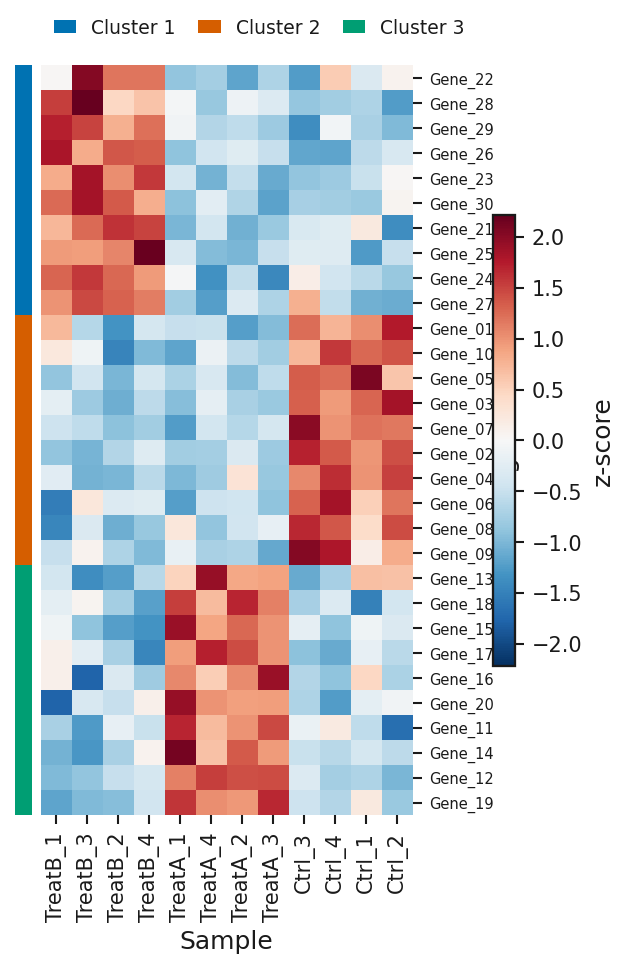 Cluster 1 Cluster 2 Cluster 3
Gene_22
Gene_28
Gene_29
Gene_26
Gene_23
Gene_30
Gene_21
Gene_25
Gene_24
Gene_27
Gene_01
Gene_10
Gene_05
Gene_03
Gene_07
Gene_02
Gene_04
Gene_06
Gene_08
Gene_09
Gene_13
Gene_18
Gene_15
Gene_17
Gene_16
Gene_20
Gene_11
Gene_14
Gene_12
Gene_19
2.0
1.5
1.0
0.5
0.0
−0.5
−1.0
−1.5
−2.0
z-score
TreatB_1
TreatB_3
TreatB_2
TreatB_4
TreatA_1
TreatA_4
TreatA_2
TreatA_3
Ctrl_3
Ctrl_4
Ctrl_1
Ctrl_2
Sample